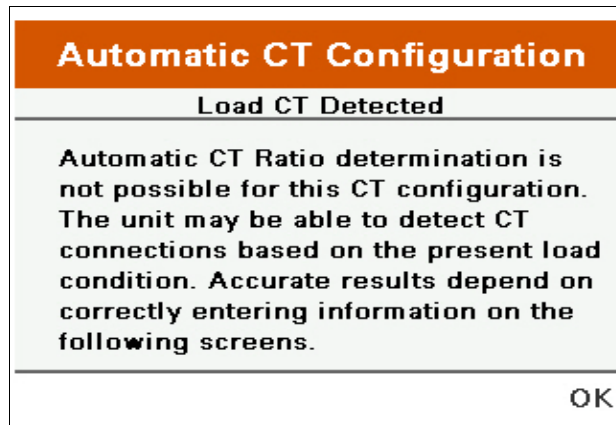 Automatic CT Configuration
Load CT Detected
Automatic CT Ratio determination is
not possible for this CT configuration.
The unit may be able to detect CT
connections based on the present load
condition. Accurate results depend on
correctly entering information on the
following screens.
OK